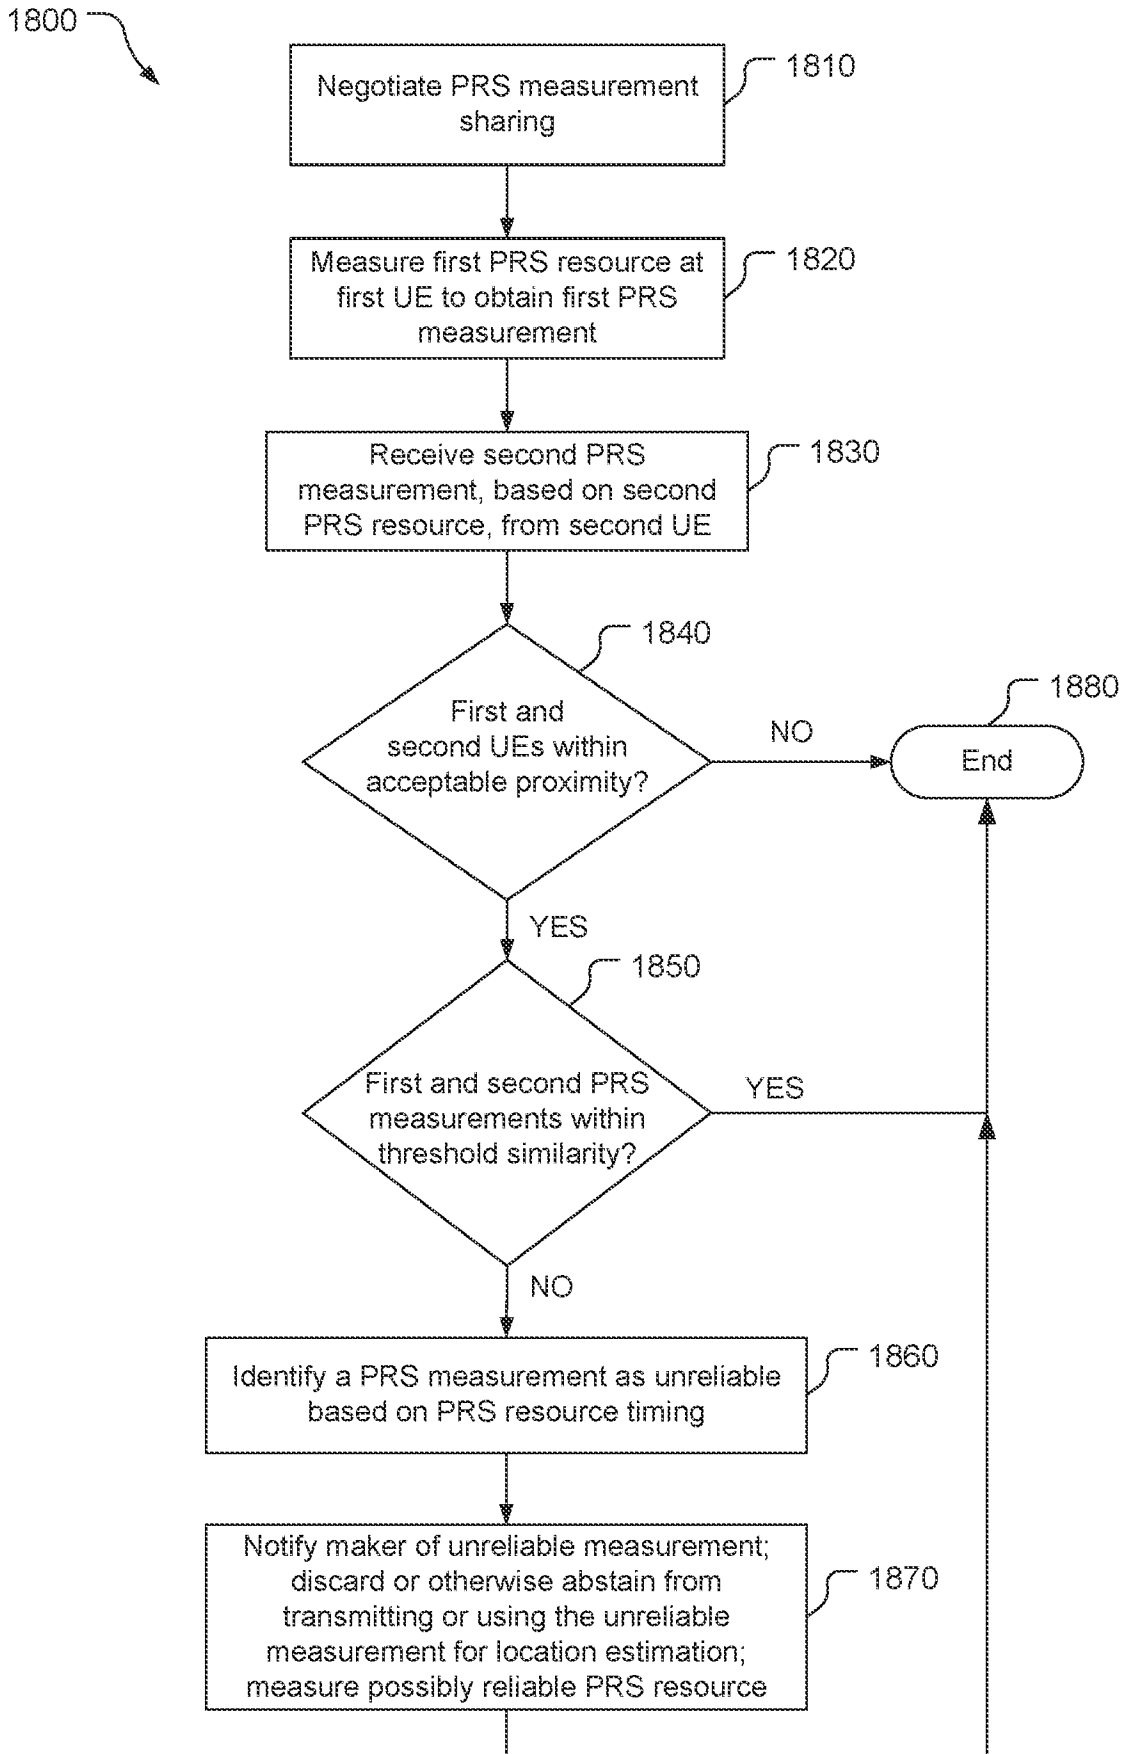 1800
Negotiate PRS measurement
sharing
1810
Measure first PRS resource at
first UE to obtain first PRS
measurement
1820
Receive second PRS
measurement, based on second
PRS resource, from second UE
1830
First and
second UEs within
acceptable proximity?
1840
NO
End
1880
YES
First and second PRS
measurements within
threshold similarity?
1850
YES
NO
Identify a PRS measurement as unreliable
based on PRS resource timing
1860
Notify maker of unreliable measurement;
discard or otherwise abstain from
transmitting or using the unreliable
measurement for location estimation;
measure possibly reliable PRS resource
1870